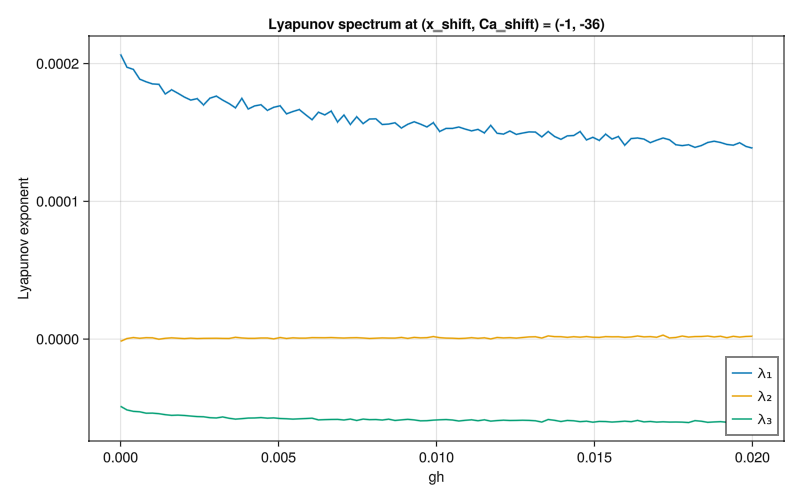 Lyapunov spectrum at (x_shift, Ca_shift) = (-1, -36)
Lyapunov exponent
0.0002
0.0001
0.0000
λ₁
λ₂
λ₃
0.000
0.005
0.010
0.015
0.020
gh